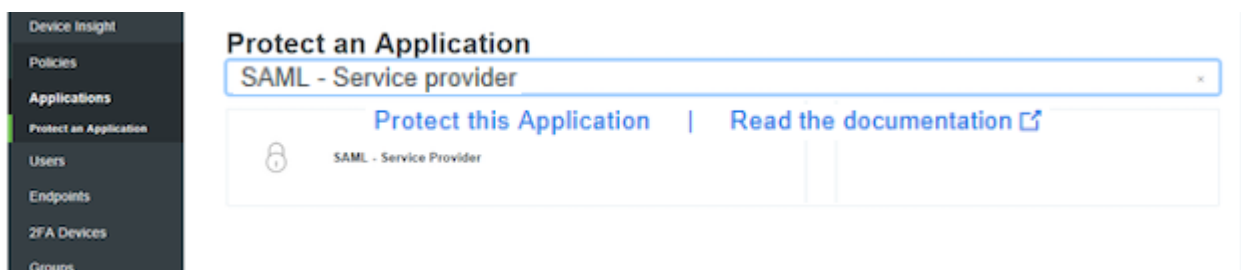 Device Insight
Policies
Applications
Protect an Application
Users
Endpoints
2FA Devices
Groups
Protect an Application
SAML - Service provider ×
Protect this Application | Read the documentation
SAML - Service Provider